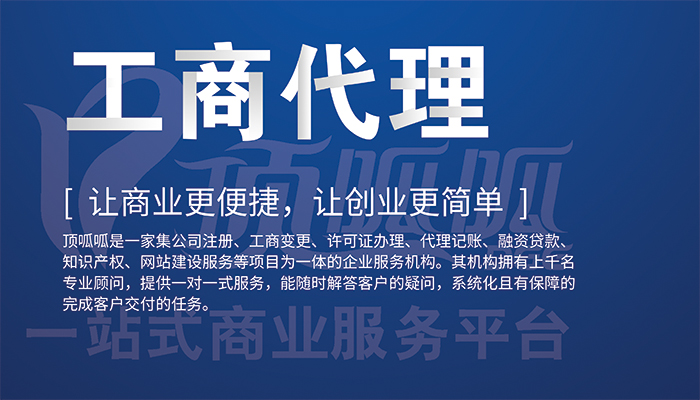 工商代理
顶呱呱
[ 让商业更便捷，让创业更简单 ]
顶呱呱是一家集公司注册、工商变更、许可证办理、代理记账、融资贷款、
知识产权、网站建设服务等项目为一体的企业服务机构。其机构拥有上千名
专业顾问，提供一对一式服务，能随时解答客户的疑问，系统化且有保障的
完成客户交付的任务。
一站式商业服务平台